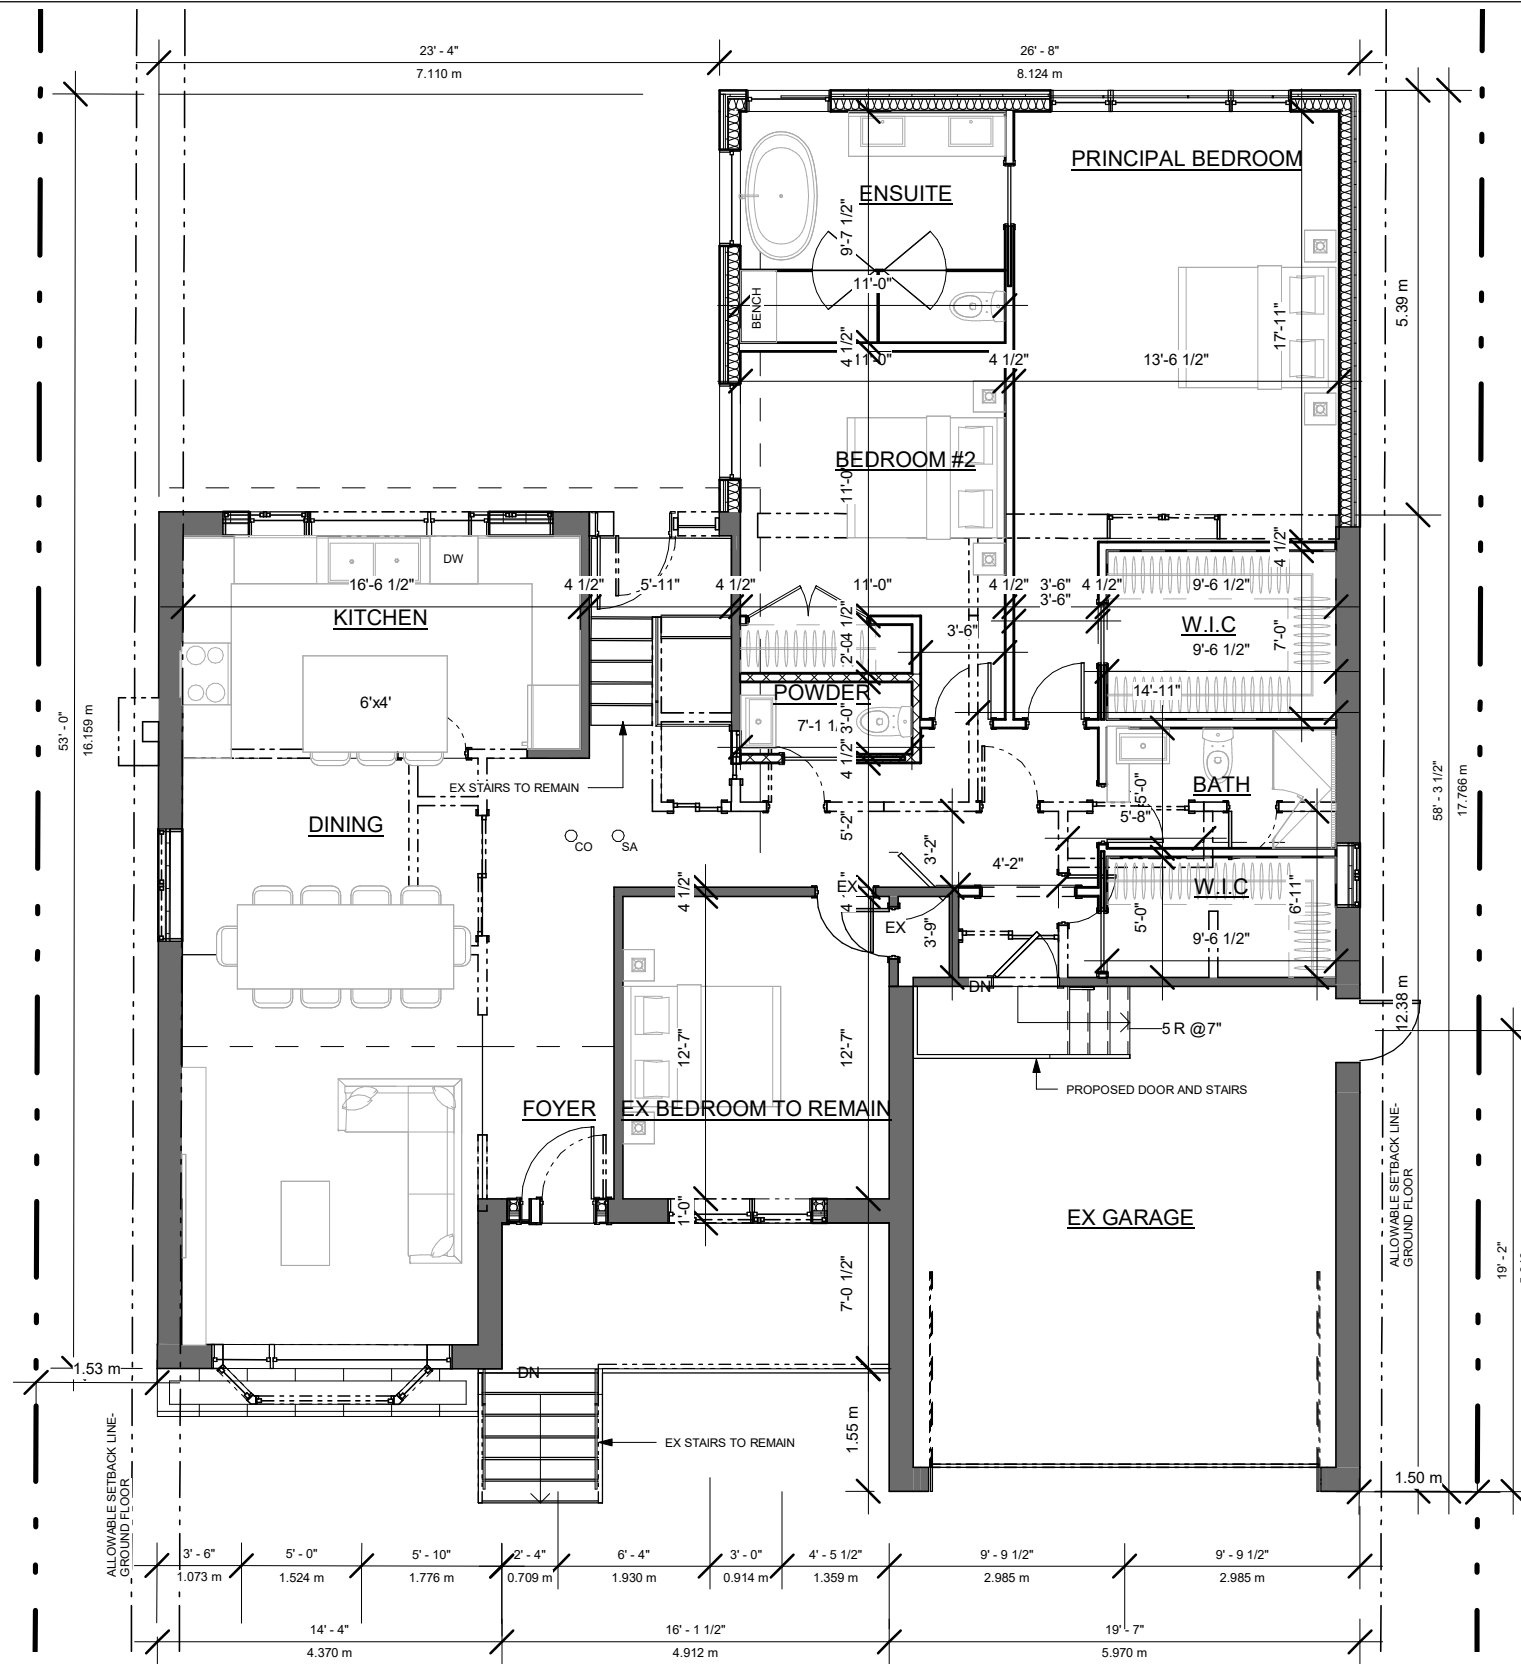 23' - 4"
7.110 m
26' - 8"
8.124 m
PRINCIPAL BEDROOM
ENSUITE
9'-7 1/2"
11'-0"
BENCH
17'-11"
5.39 m
4 1/2"
11'-0"
4 1/2"
13'-6 1/2"
BEDROOM #2
11'-0"
DW
16'-6 1/2"
4 1/2"
5'-11"
4 1/2"
11'-0"
4 1/2"
3'-6"
3'-6"
4 1/2"
9'-6 1/2"
4 1/2"
KITCHEN
W.I.C
9'-6 1/2"
7'-0"
4 1/2"
2'-0"
3'-6"
6'x4'
POWDER
7'-1 1/
3'-0"
4 1/2"
14'-11"
53' - 0"
16.159 m
58' - 3 1/2"
17.766 m
EX STAIRS TO REMAIN
DINING
CO
SA
5'-2"
3'-2"
BATH
5'-0"
5'-8"
4'-2"
4 1/2"
EX
EX
3'-9"
W.I.C
5'-0"
9'-6 1/2"
6'-11"
DN
5 R @7"
12.38 m
PROPOSED DOOR AND STAIRS
12'-7"
12'-7"
FOYER
EX BEDROOM TO REMAIN
1'-0"
EX GARAGE
ALLOWABLE SETBACK LINE-
GROUND FLOOR
19' - 2"
7'-0 1/2"
1.53 m
DN
EX STAIRS TO REMAIN
1.55 m
1.50 m
ALLOWABLE SETBACK LINE-
GROUND FLOOR
3' - 6"
1.073 m
5' - 0"
1.524 m
5' - 10"
1.776 m
2' - 4"
0.709 m
6' - 4"
1.930 m
3' - 0"
0.914 m
4' - 5 1/2"
1.359 m
9' - 9 1/2"
2.985 m
9' - 9 1/2"
2.985 m
14' - 4"
4.370 m
16' - 1 1/2"
4.912 m
19' - 7"
5.970 m